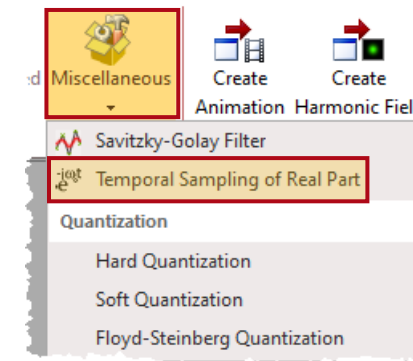 d Miscellaneous Create Create
Animation Harmonic Fiel
Savitzky-Golay Filter
e-iωt Temporal Sampling of Real Part
Quantization
Hard Quantization
Soft Quantization
Floyd-Steinberg Quantization